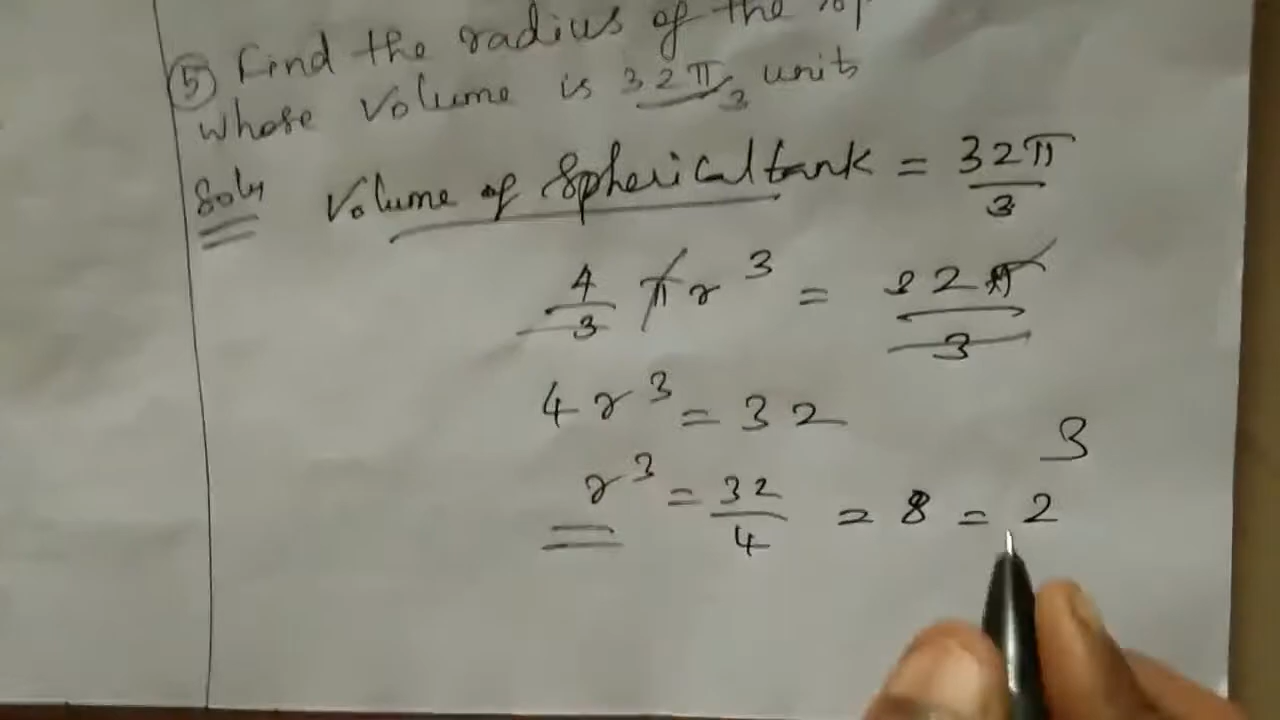 ⑤ Find the radius of the
whose volume is 32π/3 units
Soln Volume of Spherical tank = 32π/3
4/3 πr³ = 32π/3
4r³ = 32
r³ = 32/4 = 8 = 2³